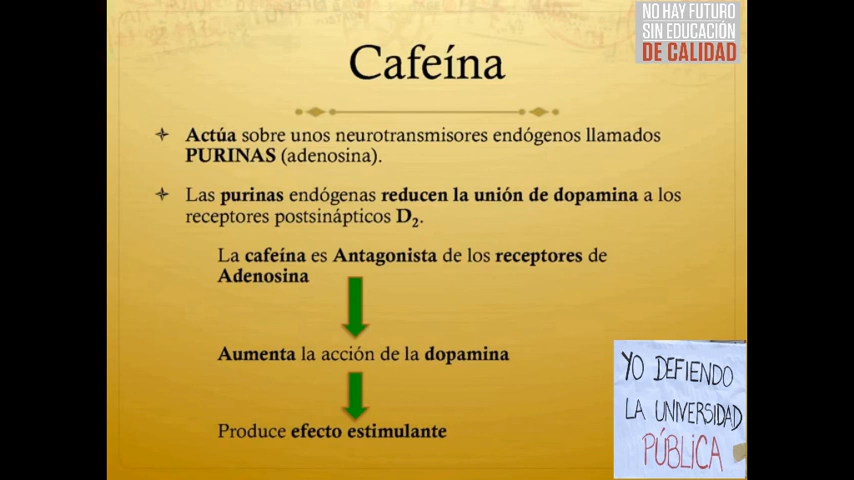 NO HAY FUTURO
SIN EDUCACIÓN
DE CALIDAD
Cafeína
Actúa sobre unos neurotransmisores endógenos llamados
PURINAS (adenosina).
Las purinas endógenas reducen la unión de dopamina a los
receptores postsinápticos D₂.
La cafeína es Antagonista de los receptores de
Adenosina
Aumenta la acción de la dopamina
Produce efecto estimulante
YO DEFIENDO
LA UNIVERSIDAD
PÚBLICA